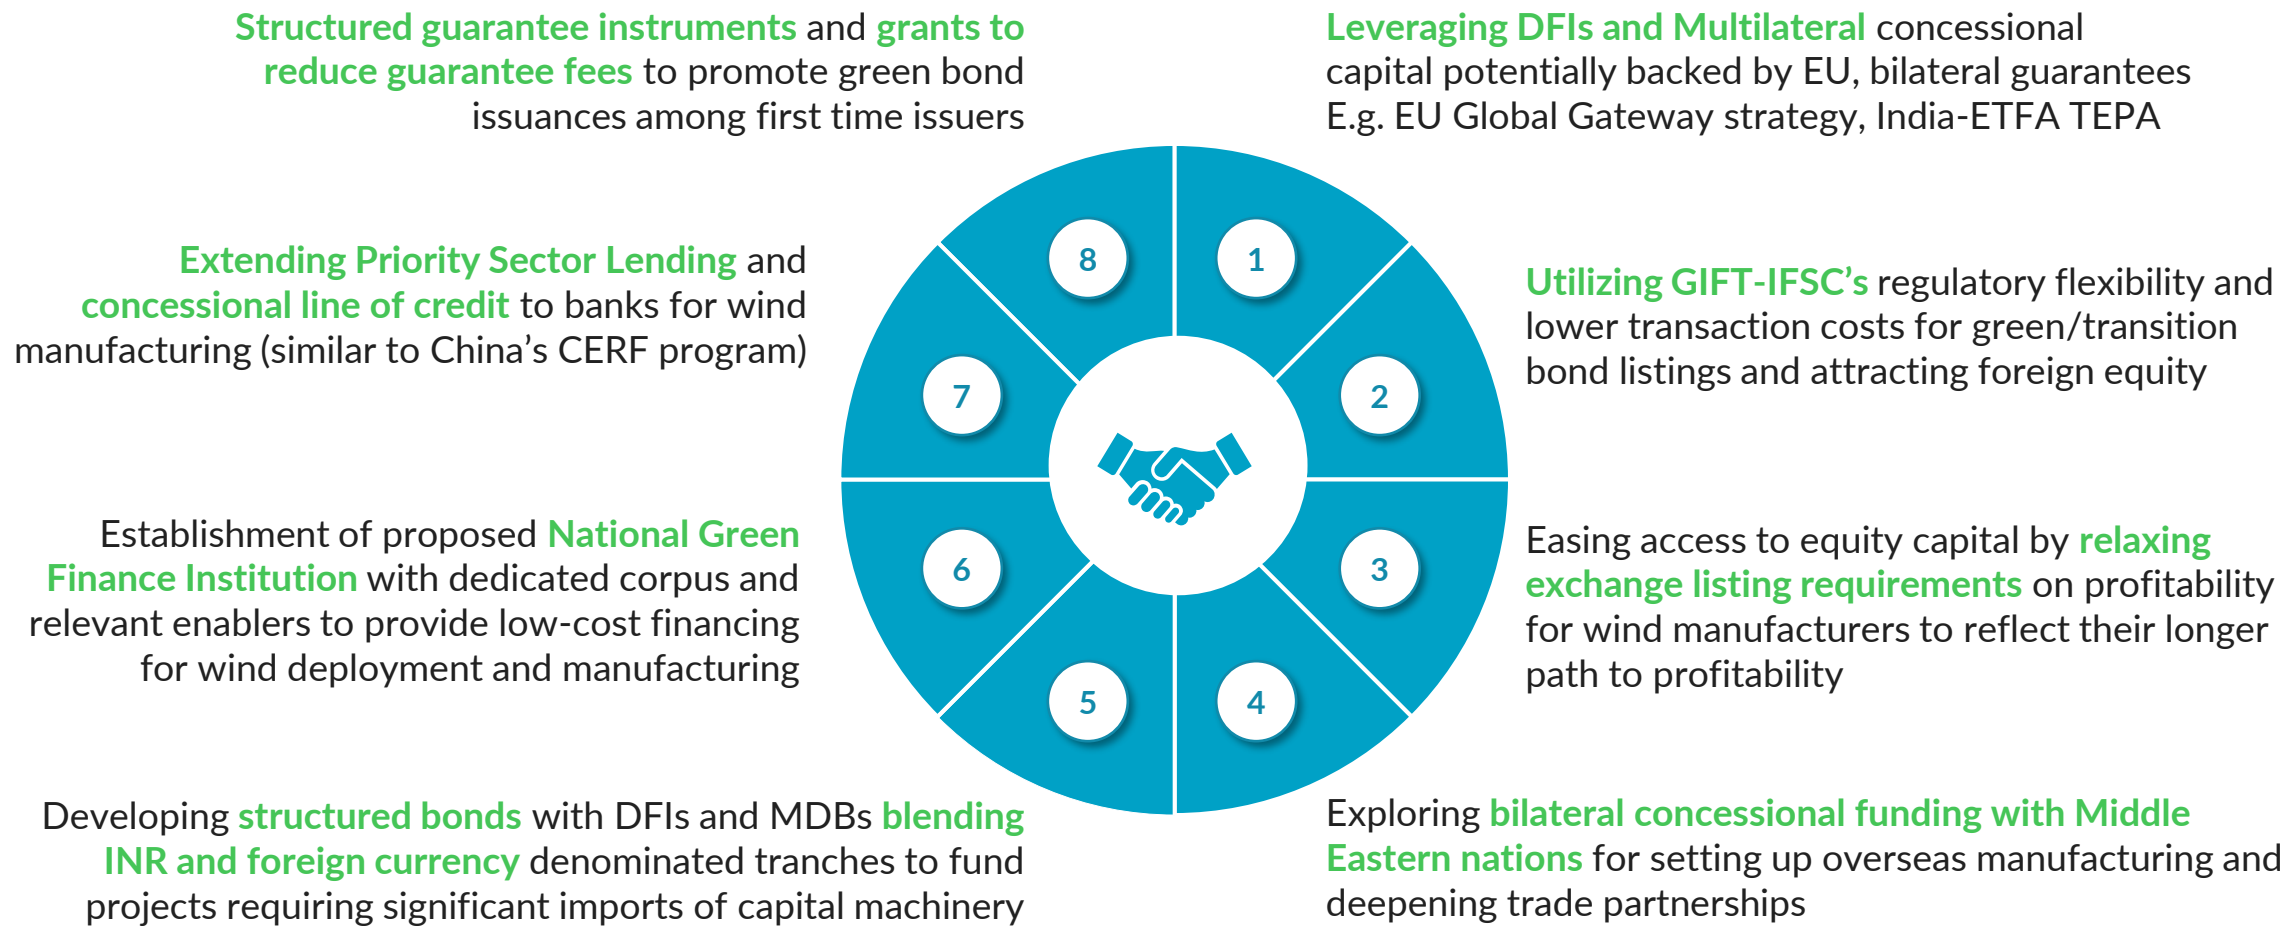 Structured guarantee instruments and grants to
reduce guarantee fees to promote green bond
issuances among first time issuers
Leveraging DFIs and Multilateral concessional
capital potentially backed by EU, bilateral guarantees
E.g. EU Global Gateway strategy, India-ETFA TEPA
Extending Priority Sector Lending and
concessional line of credit to banks for wind
manufacturing (similar to China’s CERF program)
8
1
Utilizing GIFT-IFSC’s regulatory flexibility and
lower transaction costs for green/transition
bond listings and attracting foreign equity
7
2
Establishment of proposed National Green
Finance Institution with dedicated corpus and
relevant enablers to provide low-cost financing
for wind deployment and manufacturing
6
3
Easing access to equity capital by relaxing
exchange listing requirements on profitability
for wind manufacturers to reflect their longer
path to profitability
5
4
Developing structured bonds with DFIs and MDBs blending
INR and foreign currency denominated tranches to fund
projects requiring significant imports of capital machinery
Exploring bilateral concessional funding with Middle
Eastern nations for setting up overseas manufacturing and
deepening trade partnerships